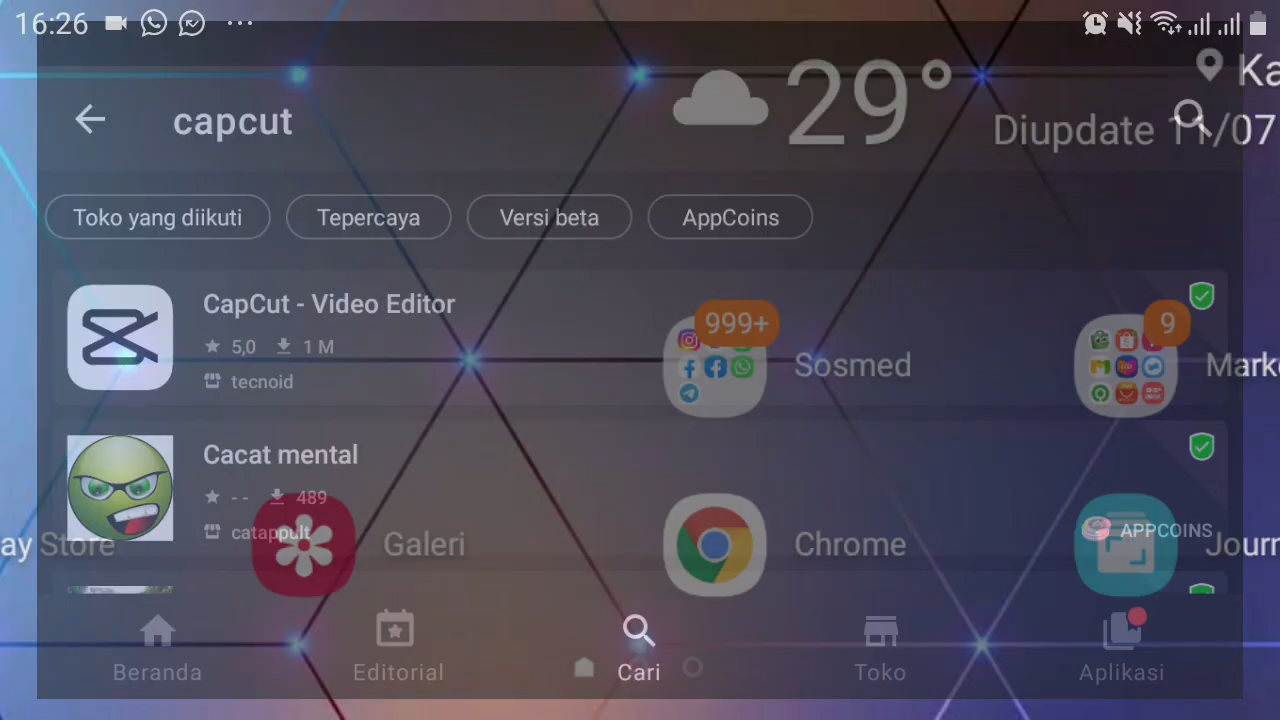 16:26
29°
Ka
Diupdate 11/07
capcut
Toko yang diikuti
Tepercaya
Versi beta
AppCoins
CapCut - Video Editor
5,0 1 M
tecnoid
999+
Sosmed
9
Mark
Cacat mental
- - 489
catappult
ay Store
Galeri
Chrome
APPCOINS
Journ
Beranda
Editorial
Cari
Toko
Aplikasi